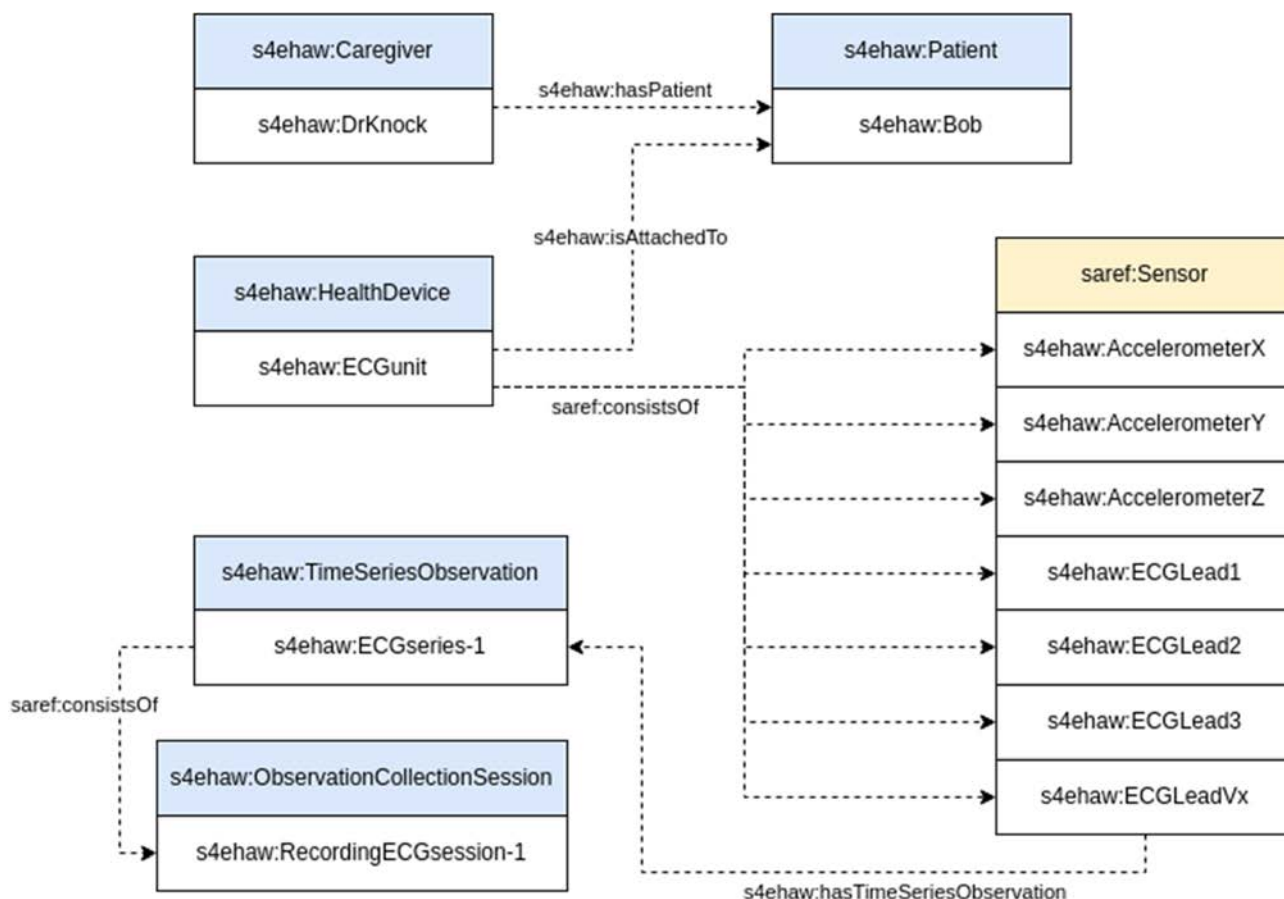 s4ehaw:Caregiver
s4ehaw:DrKnock
s4ehaw:hasPatient
s4ehaw:Patient
s4ehaw:Bob
s4ehaw:isAttachedTo
s4ehaw:HealthDevice
s4ehaw:ECGunit
saref:consistsOf
saref:Sensor
s4ehaw:AccelerometerX
s4ehaw:AccelerometerY
s4ehaw:AccelerometerZ
s4ehaw:ECGLead1
s4ehaw:ECGLead2
s4ehaw:ECGLead3
s4ehaw:ECGLeadVx
s4ehaw:TimeSeriesObservation
s4ehaw:ECGseries-1
saref:consistsOf
s4ehaw:ObservationCollectionSession
s4ehaw:RecordingECGsession-1
s4ehaw:hasTimeSeriesObservation